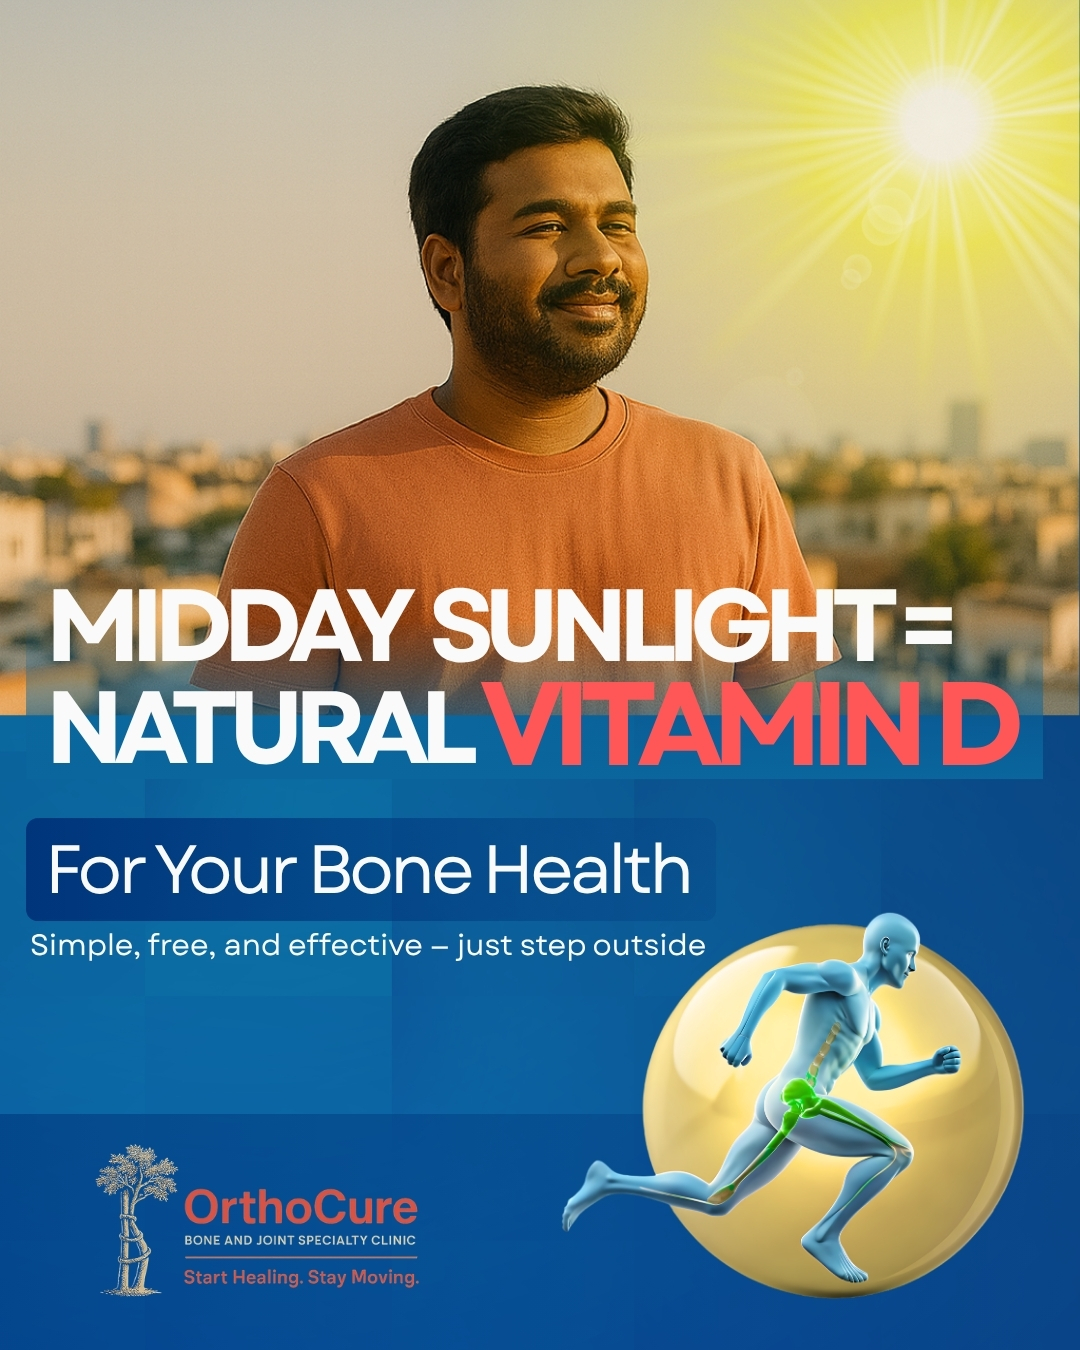 MIDDAY SUNLIGHT =
NATURAL VITAMIN D
For Your Bone Health
Simple, free, and effective – just step outside
OrthoCure
BONE AND JOINT SPECIALTY CLINIC
Start Healing. Stay Moving.